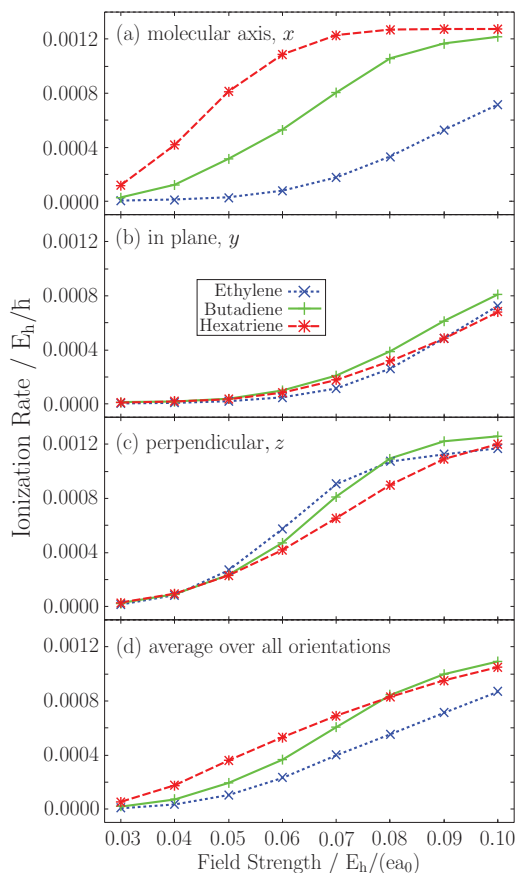 Ionization Rate / E_h/ħ
(a) molecular axis, x
0.0012
0.0008
0.0004
0.0000
(b) in plane, y
0.0012
0.0008
0.0004
0.0000
Ethylene
Butadiene
Hexatriene
(c) perpendicular, z
0.0012
0.0008
0.0004
0.0000
(d) average over all orientations
0.0012
0.0008
0.0004
0.0000
0.03 0.04 0.05 0.06 0.07 0.08 0.09 0.10
Field Strength / E_h/(ea_0)